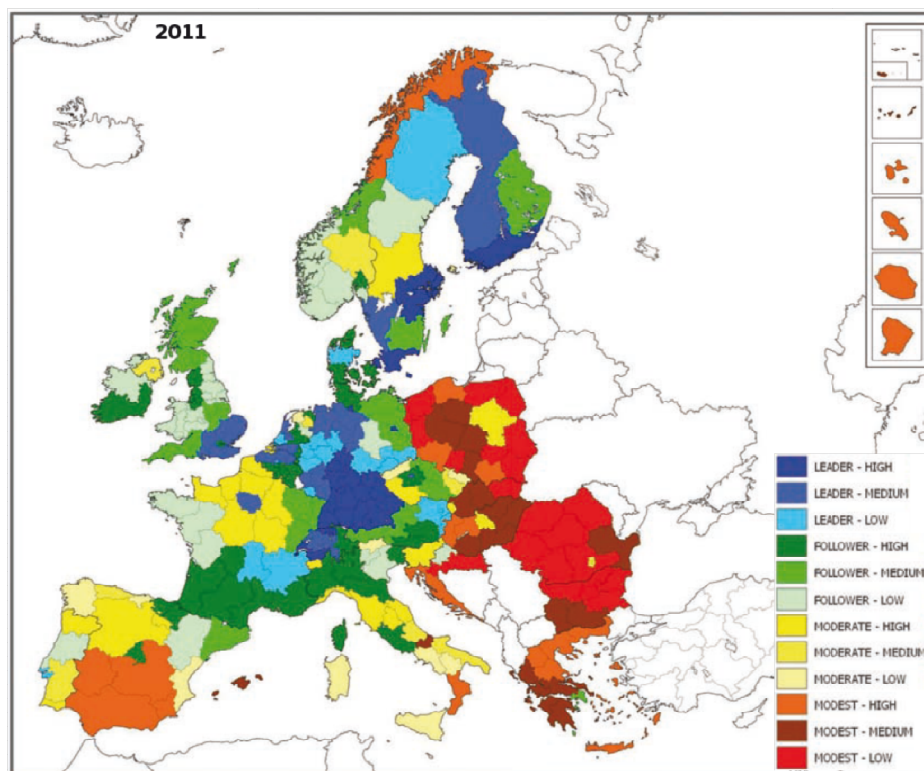 2011
LEADER - HIGH
LEADER - MEDIUM
LEADER - LOW
FOLLOWER - HIGH
FOLLOWER - MEDIUM
FOLLOWER - LOW
MODERATE - HIGH
MODERATE - MEDIUM
MODERATE - LOW
MODEST - HIGH
MODEST - MEDIUM
MODEST - LOW